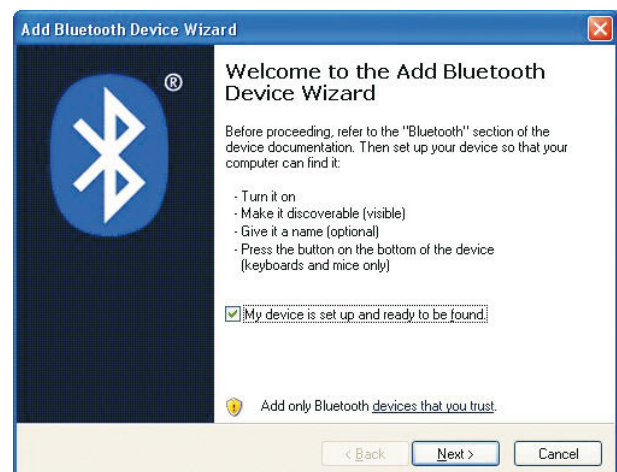 Add Bluetooth Device Wizard
®
Welcome to the Add Bluetooth
Device Wizard
Before proceeding, refer to the "Bluetooth" section of the
device documentation. Then set up your device so that your
computer can find it:
- Turn it on
- Make it discoverable (visible)
- Give it a name (optional)
- Press the button on the bottom of the device
(keyboards and mice only)
My device is set up and ready to be found.
Add only Bluetooth devices that you trust.
< Back Next > Cancel